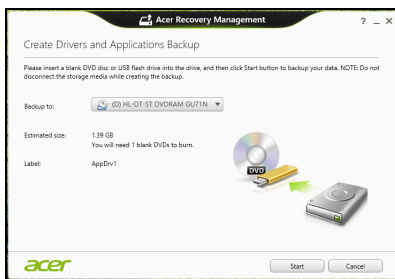 Acer Recovery Management
? _ X
Create Drivers and Applications Backup
Please insert a blank DVD disc or USB flash drive into the drive, and then click Start button to backup your data. NOTE: Do not
disconnect the storage media while creating the backup.
Backup to:
(D) HL-DT-ST DVDRAM GU71N
Estimated size:
1.39 GB
You will need 1 blank DVDs to burn.
Label:
AppDrv1
DVD
acer
Start
Cancel